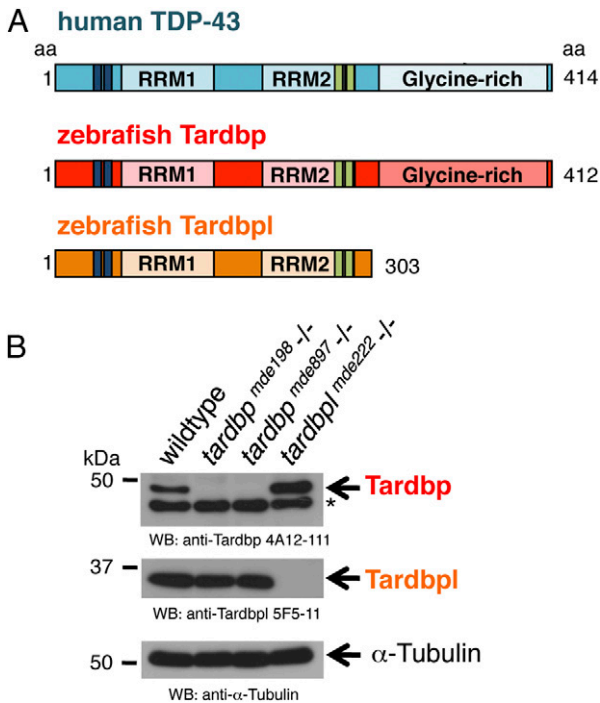 A
human TDP-43
aa aa
1 RRM1 RRM2 Glycine-rich 414
zebrafish Tardbp
1 RRM1 RRM2 Glycine-rich 412
zebrafish Tardbpl
1 RRM1 RRM2 303
B
wildtype
tardbp mde198 -/-
tardbp mde897 -/-
tardbpl mde222 -/-
kDa
50 Tardbp
*
WB: anti-Tardbp 4A12-111
37 Tardbpl
WB: anti-Tardbpl 5F5-11
50 α-Tubulin
WB: anti-α-Tubulin